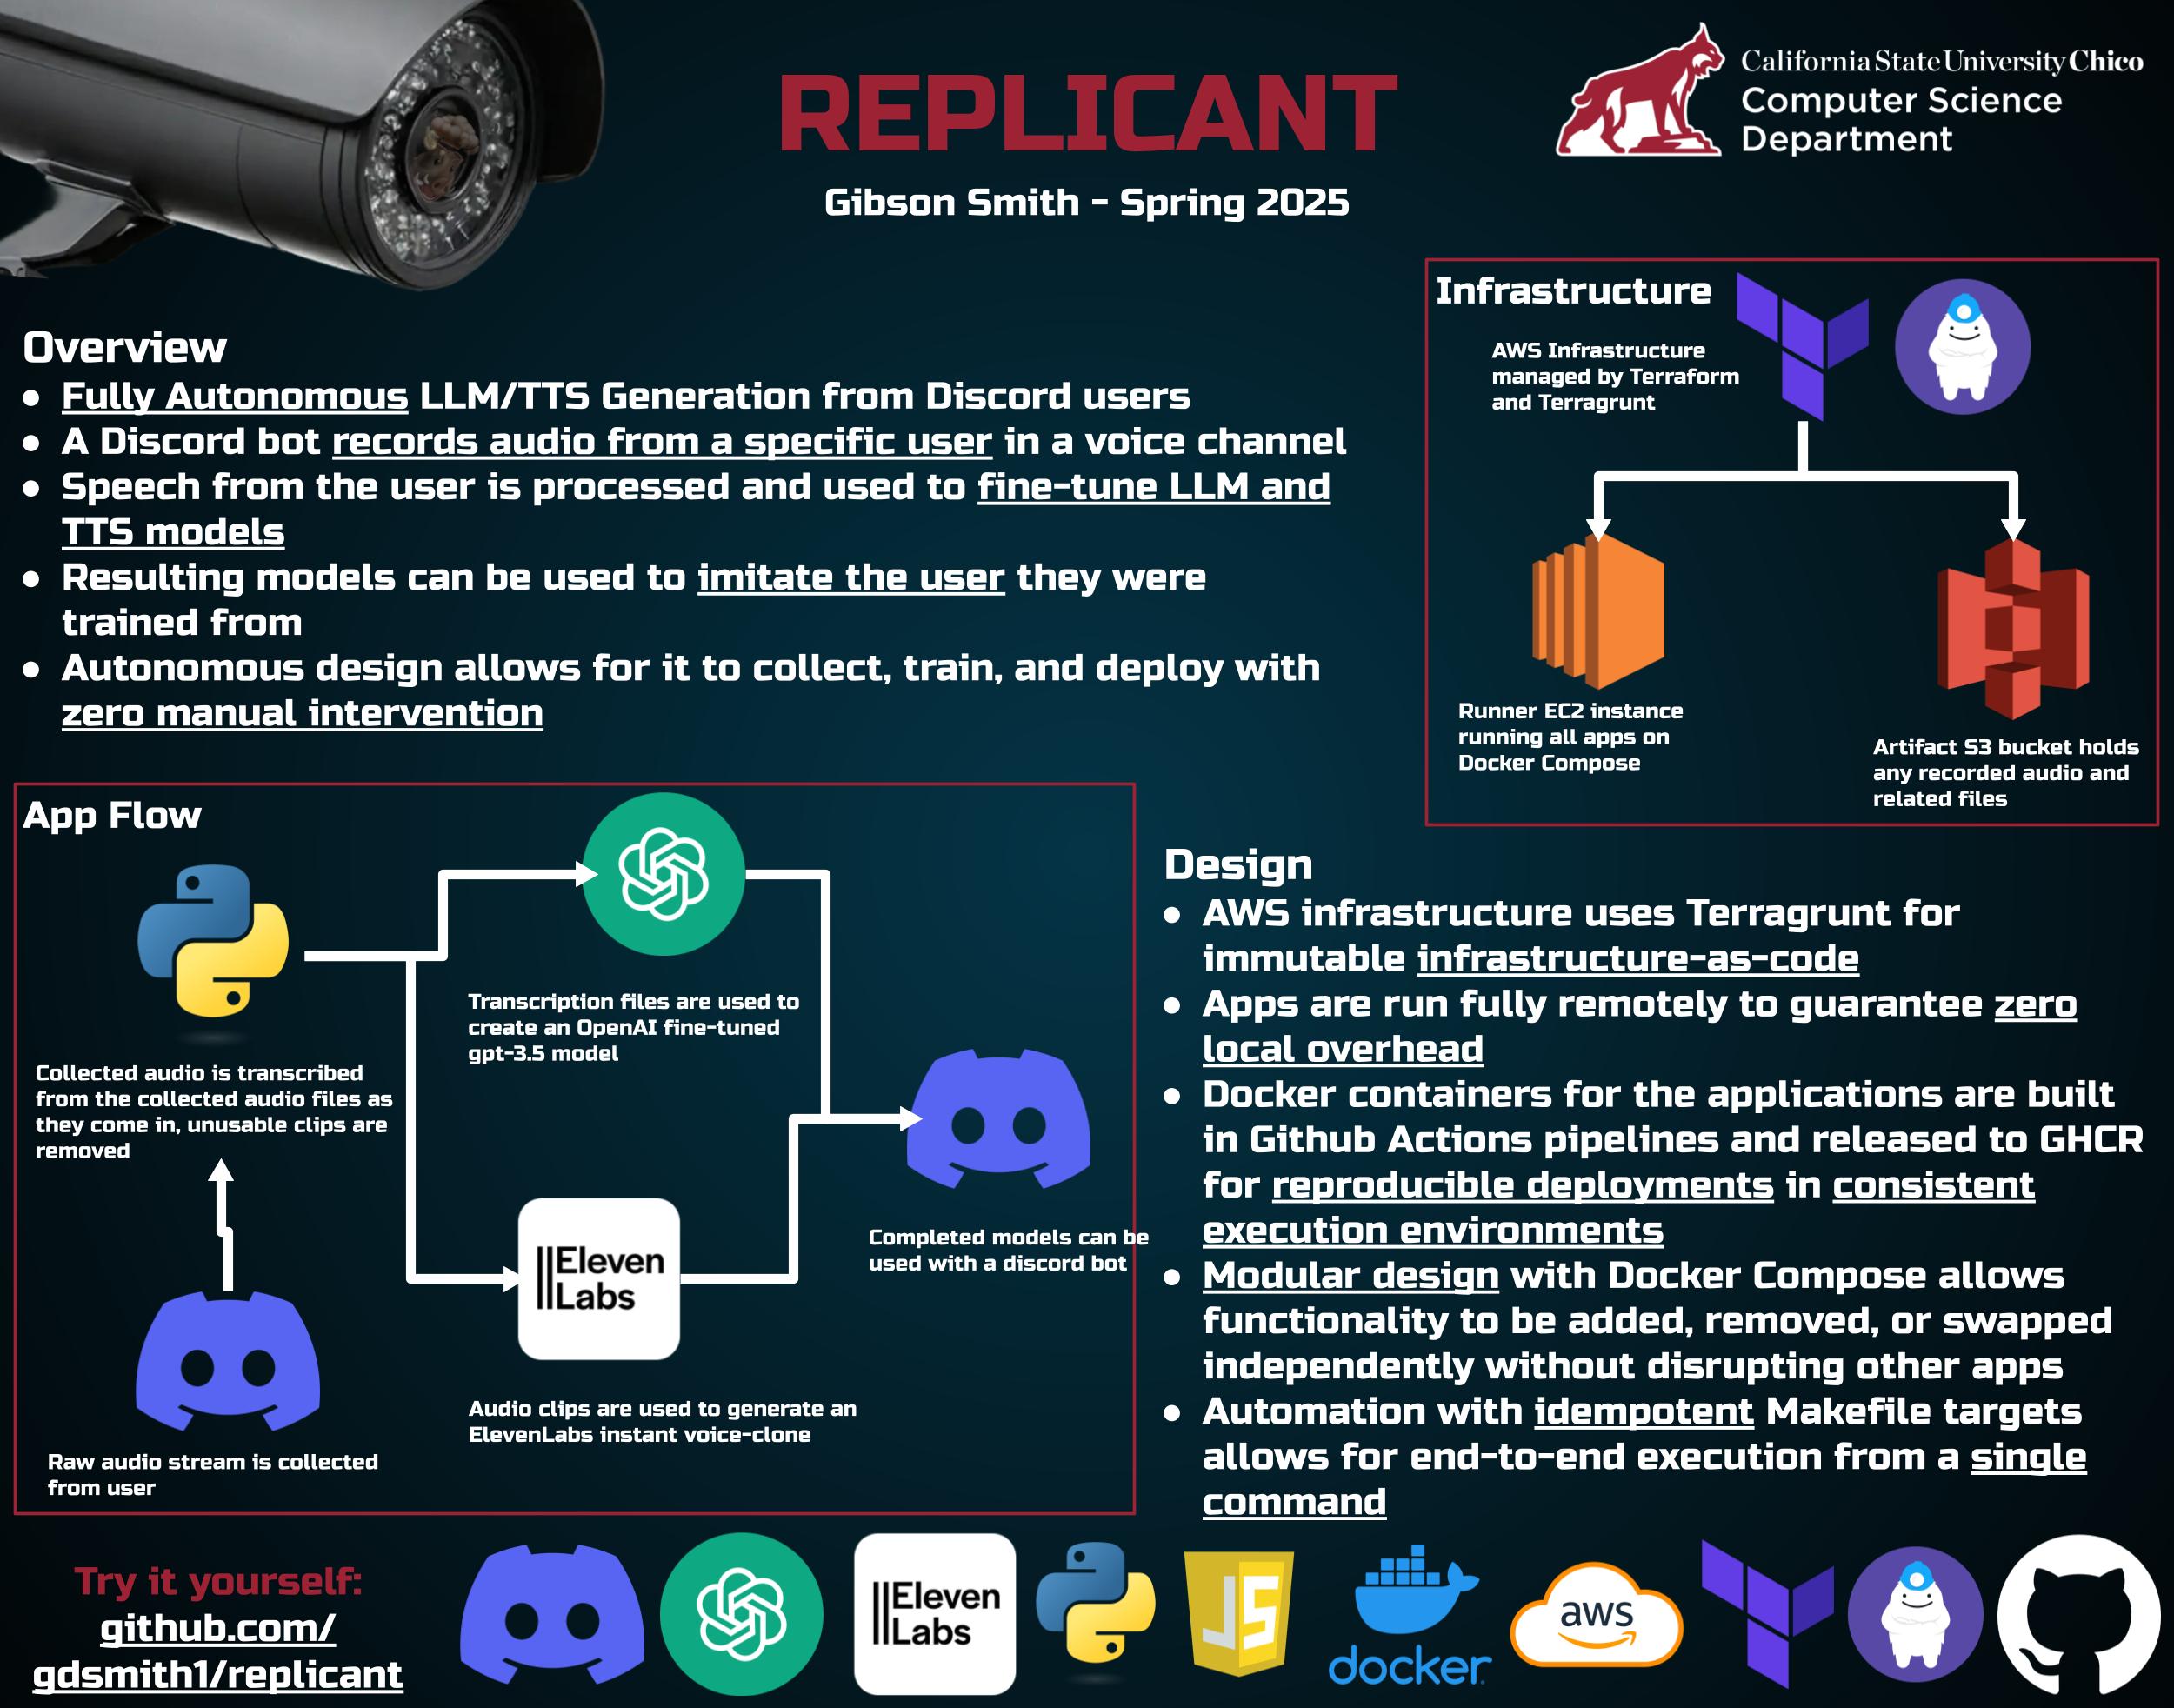 REPLICANT
Gibson Smith - Spring 2025
California State University Chico
Computer Science
Department
Overview
● Fully Autonomous LLM/TTS Generation from Discord users
● A Discord bot records audio from a specific user in a voice channel
● Speech from the user is processed and used to fine-tune LLM and
TTS models
● Resulting models can be used to imitate the user they were
trained from
● Autonomous design allows for it to collect, train, and deploy with
zero manual intervention
Infrastructure
AWS Infrastructure
managed by Terraform
and Terragrunt
Runner EC2 instance
running all apps on
Docker Compose
Artifact S3 bucket holds
any recorded audio and
related files
App Flow
Collected audio is transcribed
from the collected audio files as
they come in, unusable clips are
removed
Raw audio stream is collected
from user
Transcription files are used to
create an OpenAI fine-tuned
gpt-3.5 model
||Eleven
||Labs
Audio clips are used to generate an
ElevenLabs instant voice-clone
Completed models can be
used with a discord bot
Design
● AWS infrastructure uses Terragrunt for
immutable infrastructure-as-code
● Apps are run fully remotely to guarantee zero
local overhead
● Docker containers for the applications are built
in Github Actions pipelines and released to GHCR
for reproducible deployments in consistent
execution environments
● Modular design with Docker Compose allows
functionality to be added, removed, or swapped
independently without disrupting other apps
● Automation with idempotent Makefile targets
allows for end-to-end execution from a single
command
Try it yourself:
github.com/
gdsmith1/replicant
||Eleven
||Labs
JS
docker.
aws